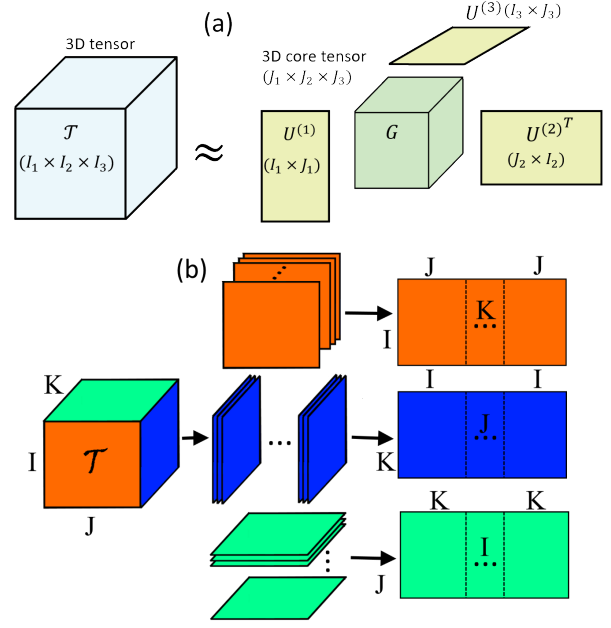 (a)
U^{(3)} (I_3 × J_3)
3D tensor
3D core tensor
(J_1 × J_2 × J_3)
𝒯
(I_1 × I_2 × I_3)
≈
U^{(1)}
(I_1 × J_1)
G
U^{(2)^T}
(J_2 × I_2)
(b)
J J
I K ...
K
I J
𝒯
...
I I
K J ...
K K
J I ...